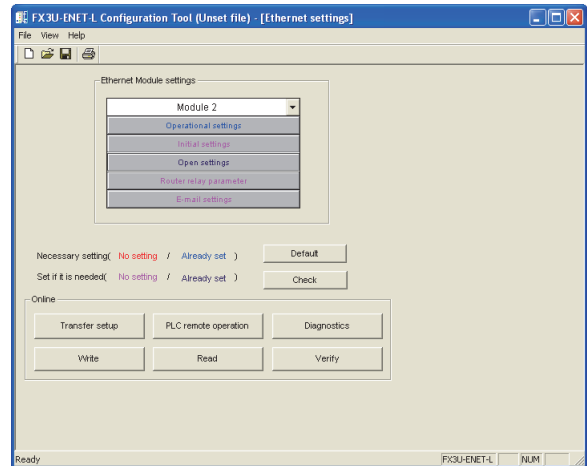 FX3U-ENET-L Configuration Tool (Unset file) - [Ethernet settings]
File View Help
Ethernet Module settings
Module 2
Operational settings
Initial settings
Open settings
Router relay parameter
E-mail settings
Necessary setting( No setting / Already set ) Default
Set if it is needed( No setting / Already set ) Check
Online
Transfer setup PLC remote operation Diagnostics
Write Read Verify
Ready FX3U-ENET-L NUM